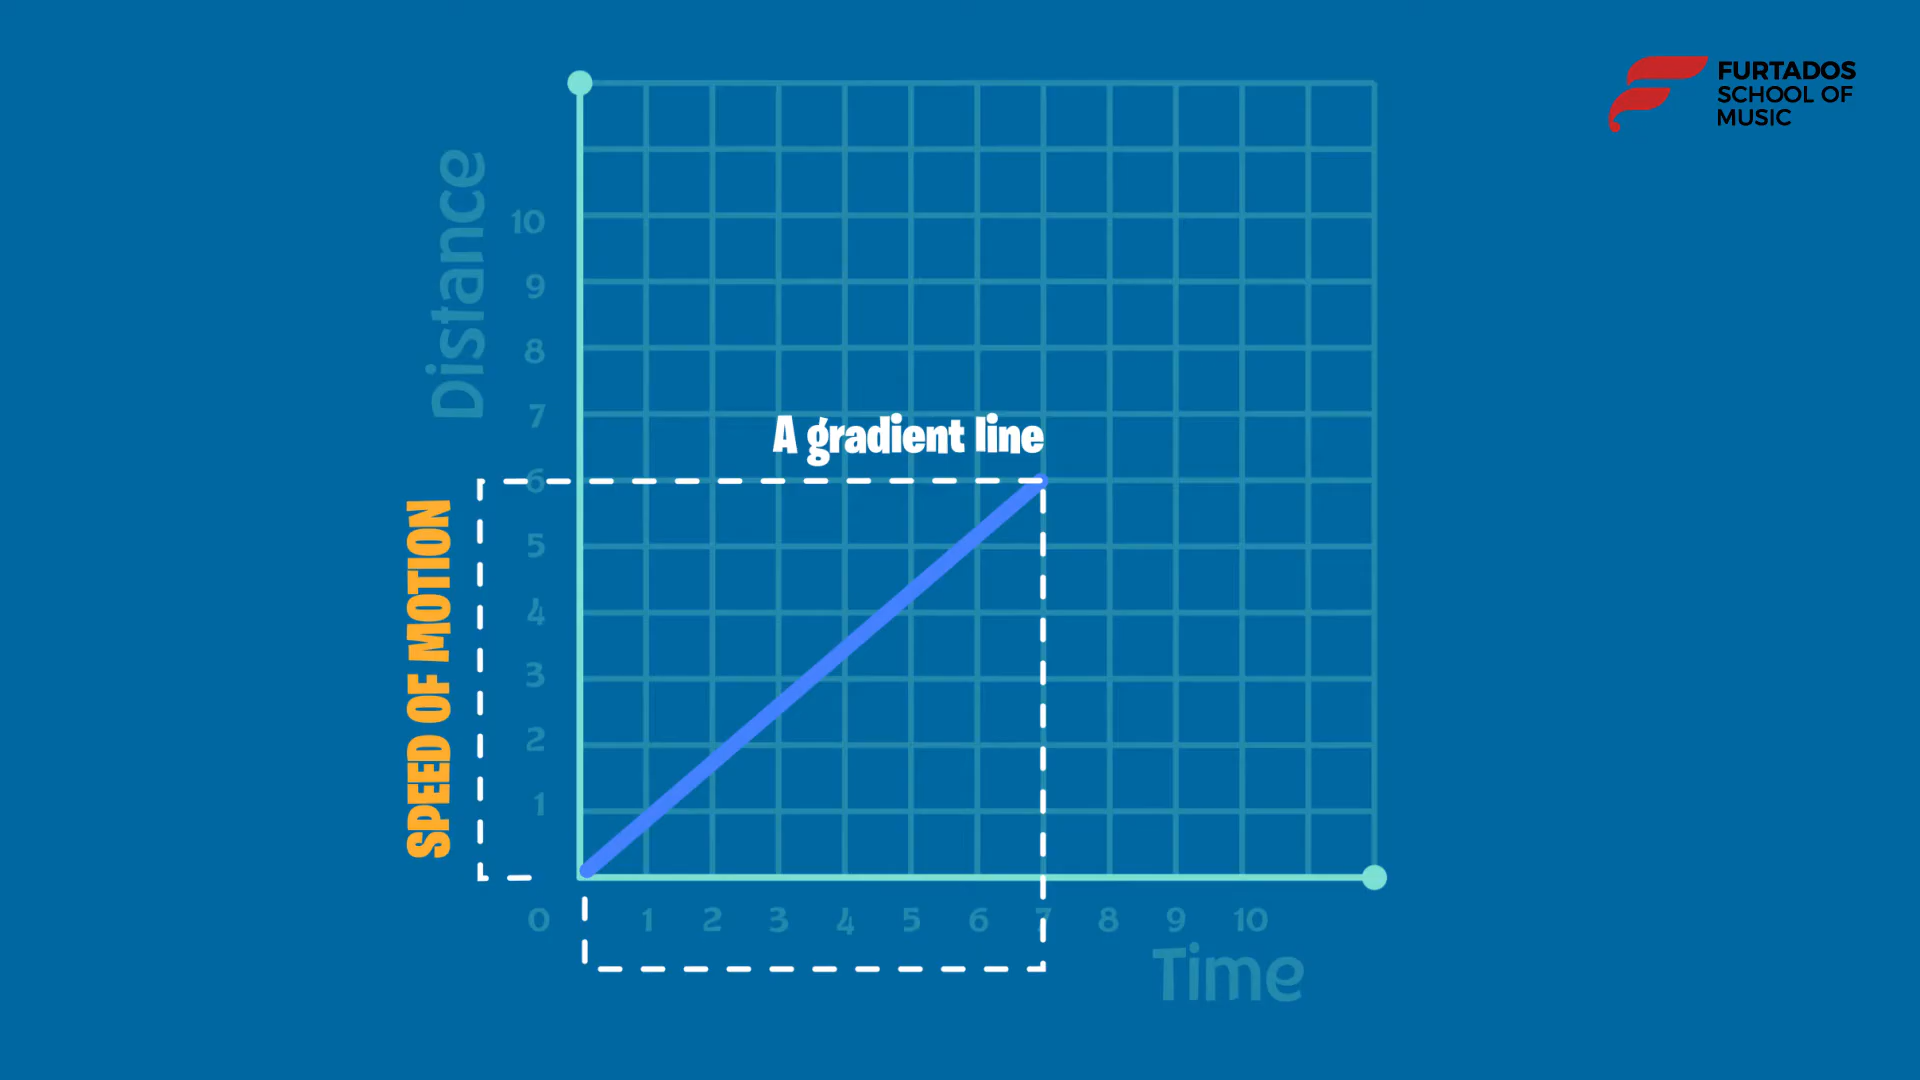 FURTADOS
SCHOOL OF
MUSIC
Distance
10
9
8
7
A gradient line
6
SPEED OF MOTION
5
4
3
2
1
0 1 2 3 4 5 6 7 8 9 10
Time